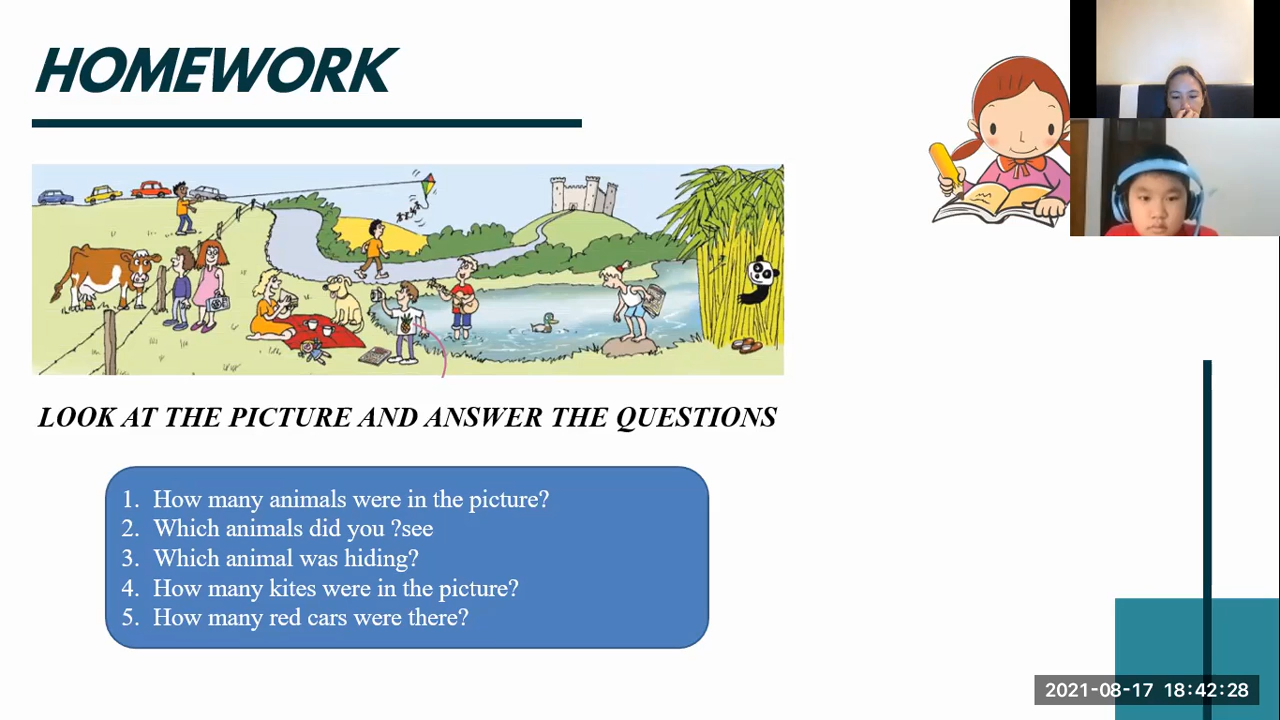 HOMEWORK
LOOK AT THE PICTURE AND ANSWER THE QUESTIONS
1. How many animals were in the picture?
2. Which animals did you ?see
3. Which animal was hiding?
4. How many kites were in the picture?
5. How many red cars were there?
2021-08-17 18:42:28